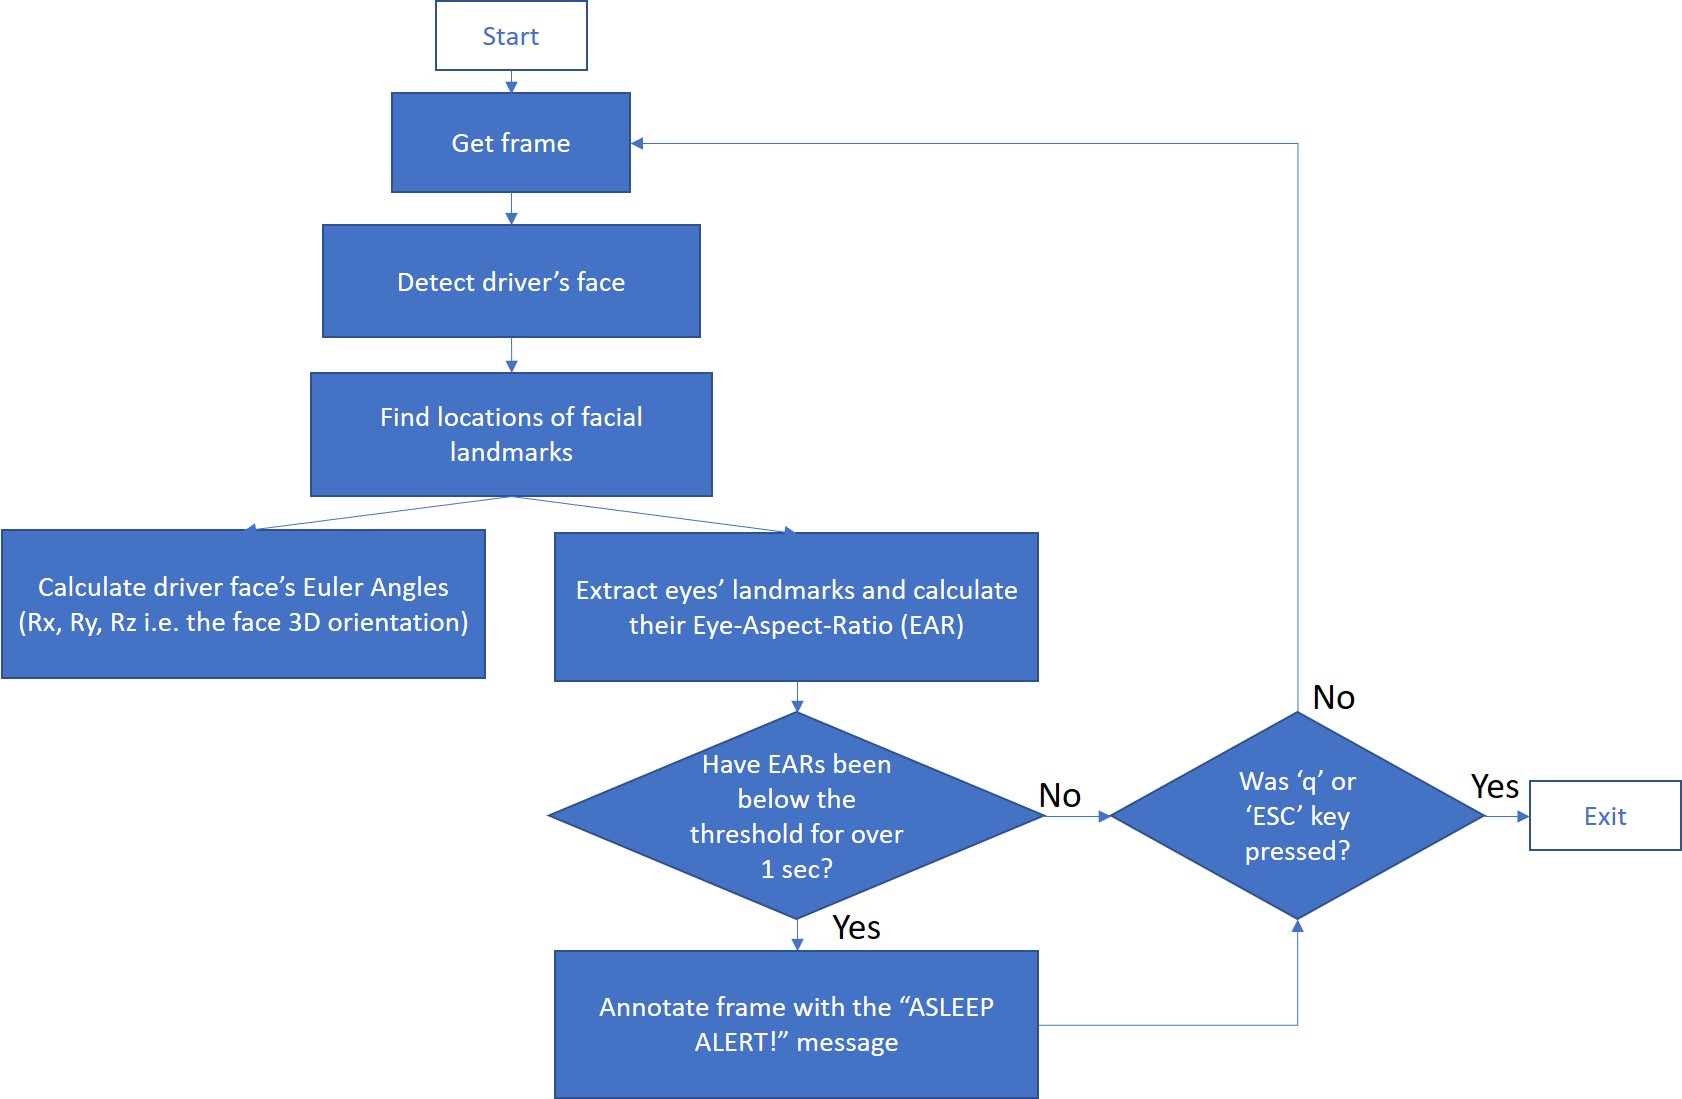 Start
Get frame
Detect driver’s face
Find locations of facial
landmarks
Calculate driver face’s Euler Angles
(Rx, Ry, Rz i.e. the face 3D orientation)
Extract eyes’ landmarks and calculate
their Eye-Aspect-Ratio (EAR)
Have EARs been
below the
threshold for over
1 sec?
No
Yes
Annotate frame with the “ASLEEP
ALERT!” message
Was ‘q’ or
‘ESC’ key
pressed?
No
Yes
Exit